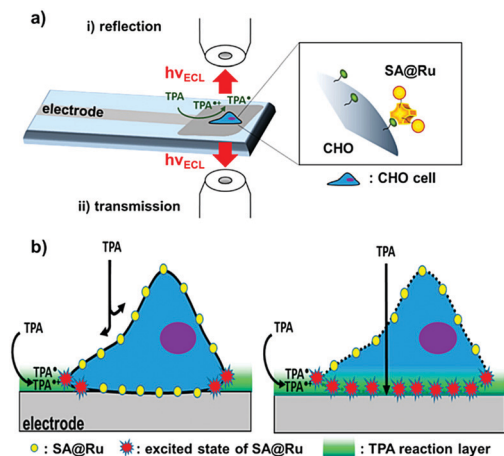 a)
i) reflection
hνECL
TPA
TPA•+
TPA•
electrode
hνECL
ii) transmission
SA@Ru
CHO
: CHO cell
b)
TPA
TPA
TPA•
TPA•+
electrode
TPA
TPA
TPA•
TPA•+
: SA@Ru : excited state of SA@Ru : TPA reaction layer